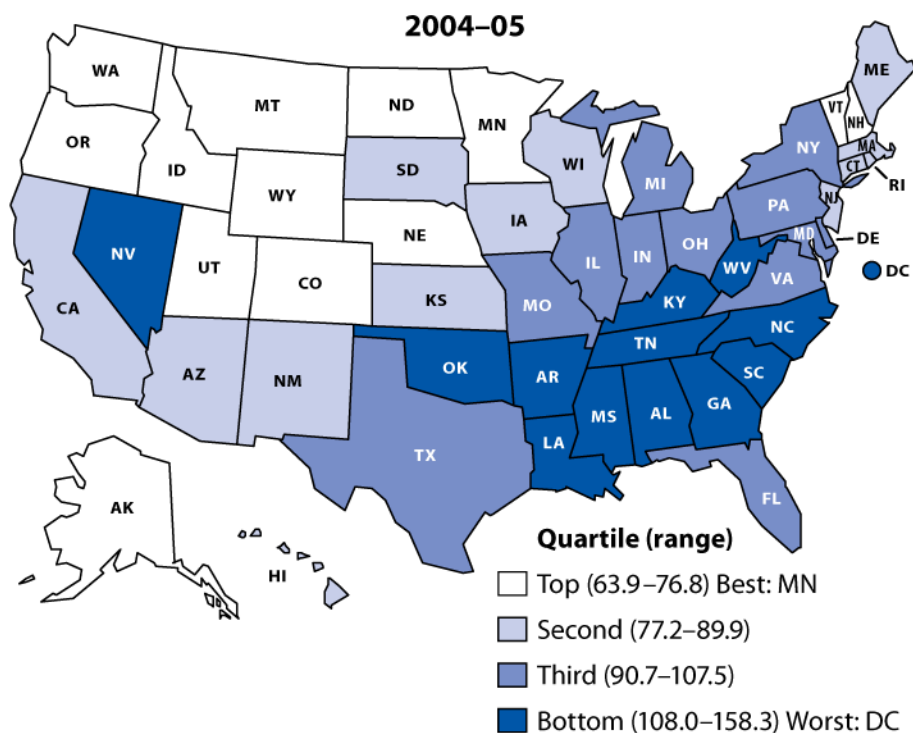 2004–05
WA
MT
ND
MN
ME
VT
NH
OR
ID
SD
WI
MI
NY
MA
CT
RI
WY
IA
NE
PA
NJ
NV
UT
CO
IL
IN
OH
MD
DE
WV
DC
CA
KS
MO
KY
VA
AZ
NM
OK
AR
TN
NC
SC
MS
AL
GA
LA
TX
FL
AK
HI
Quartile (range)
Top (63.9–76.8) Best: MN
Second (77.2–89.9)
Third (90.7–107.5)
Bottom (108.0–158.3) Worst: DC